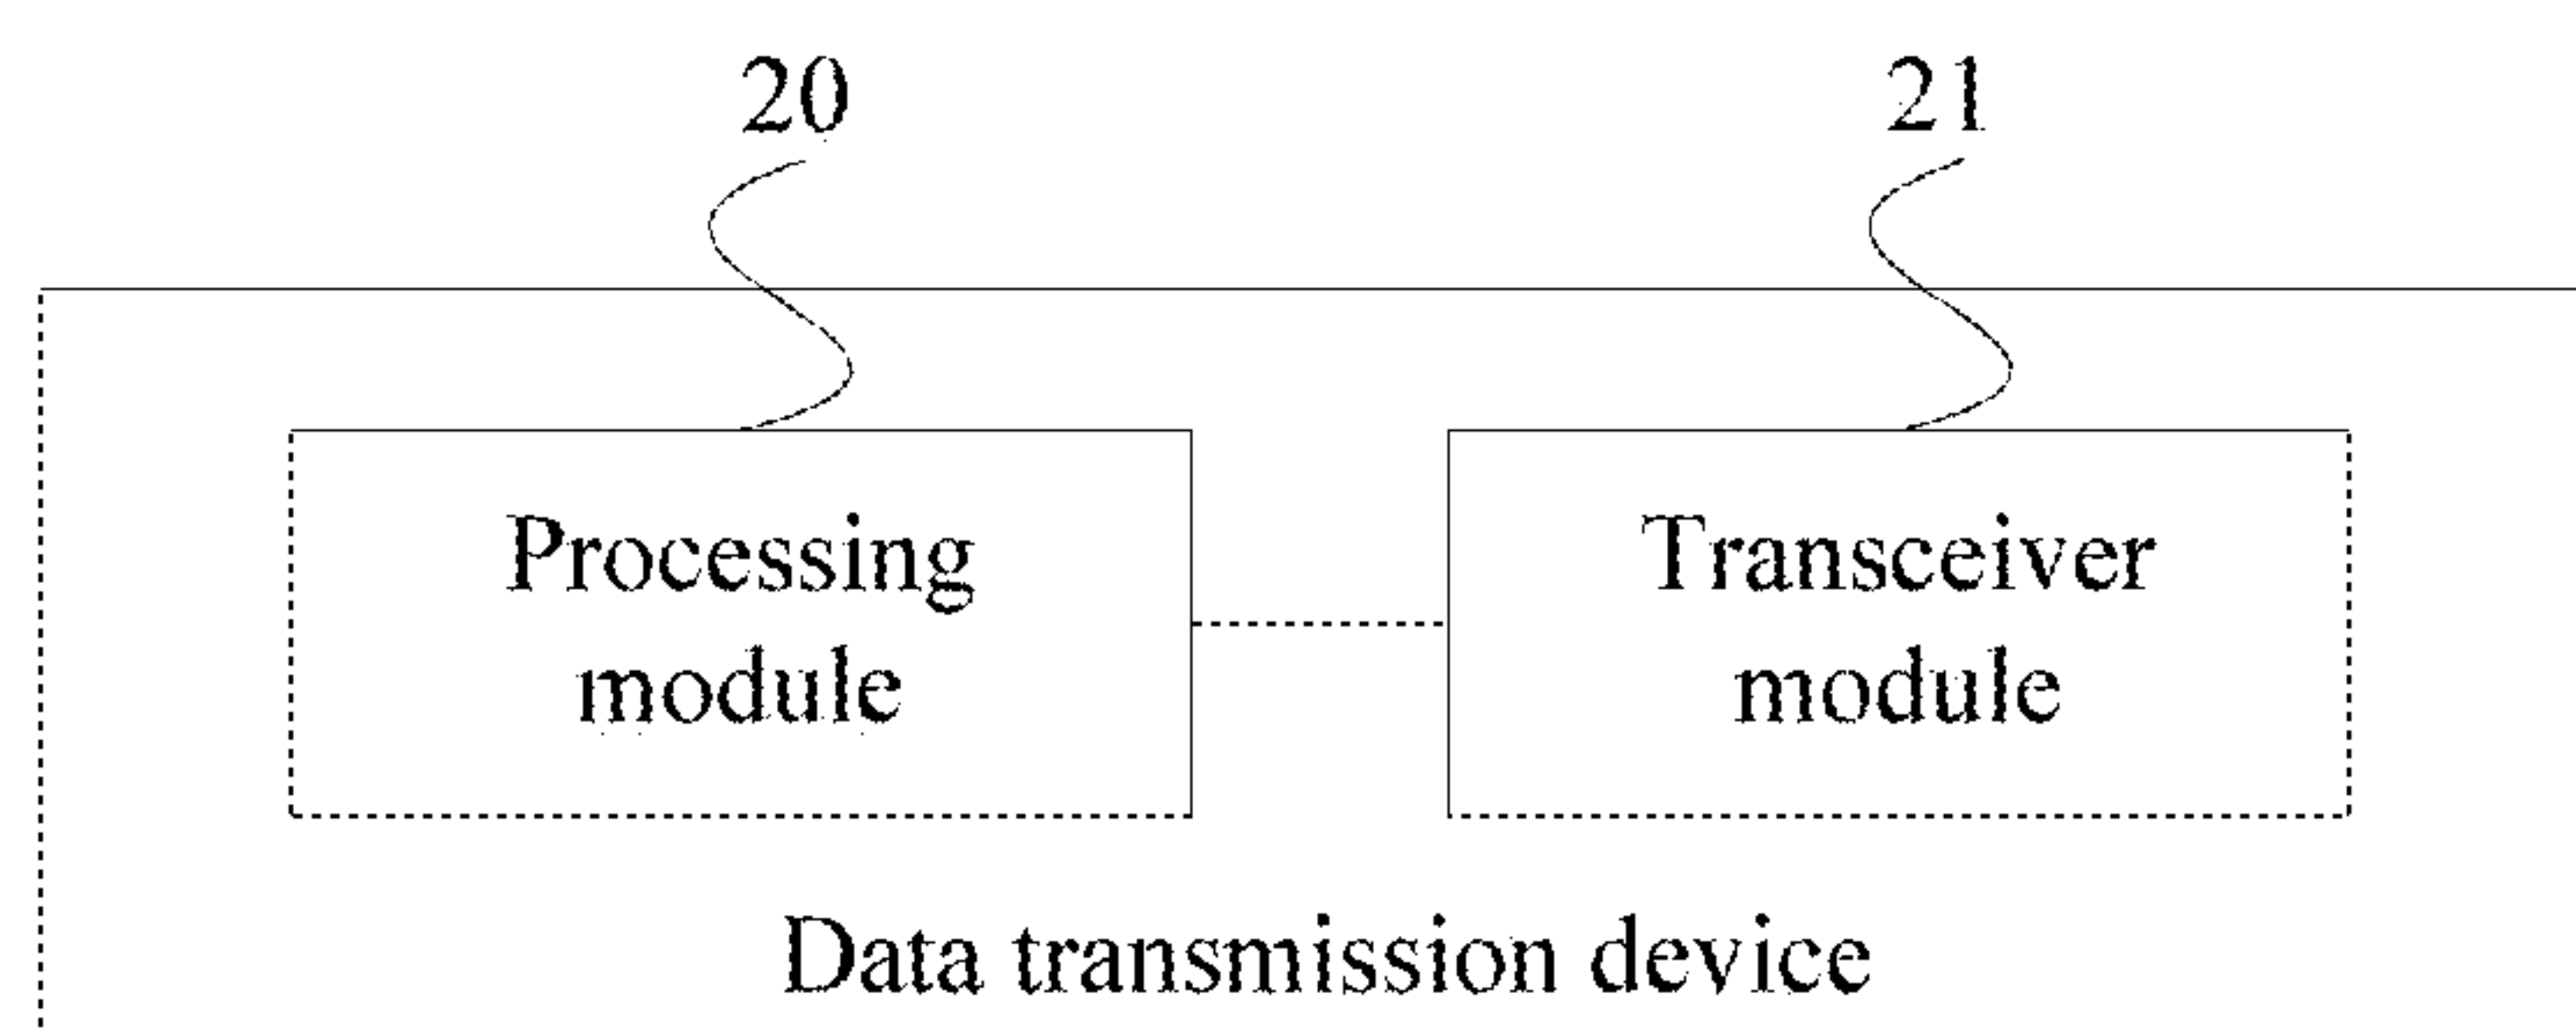 20
21
Processing
module
Transceiver
module
Data transmission device